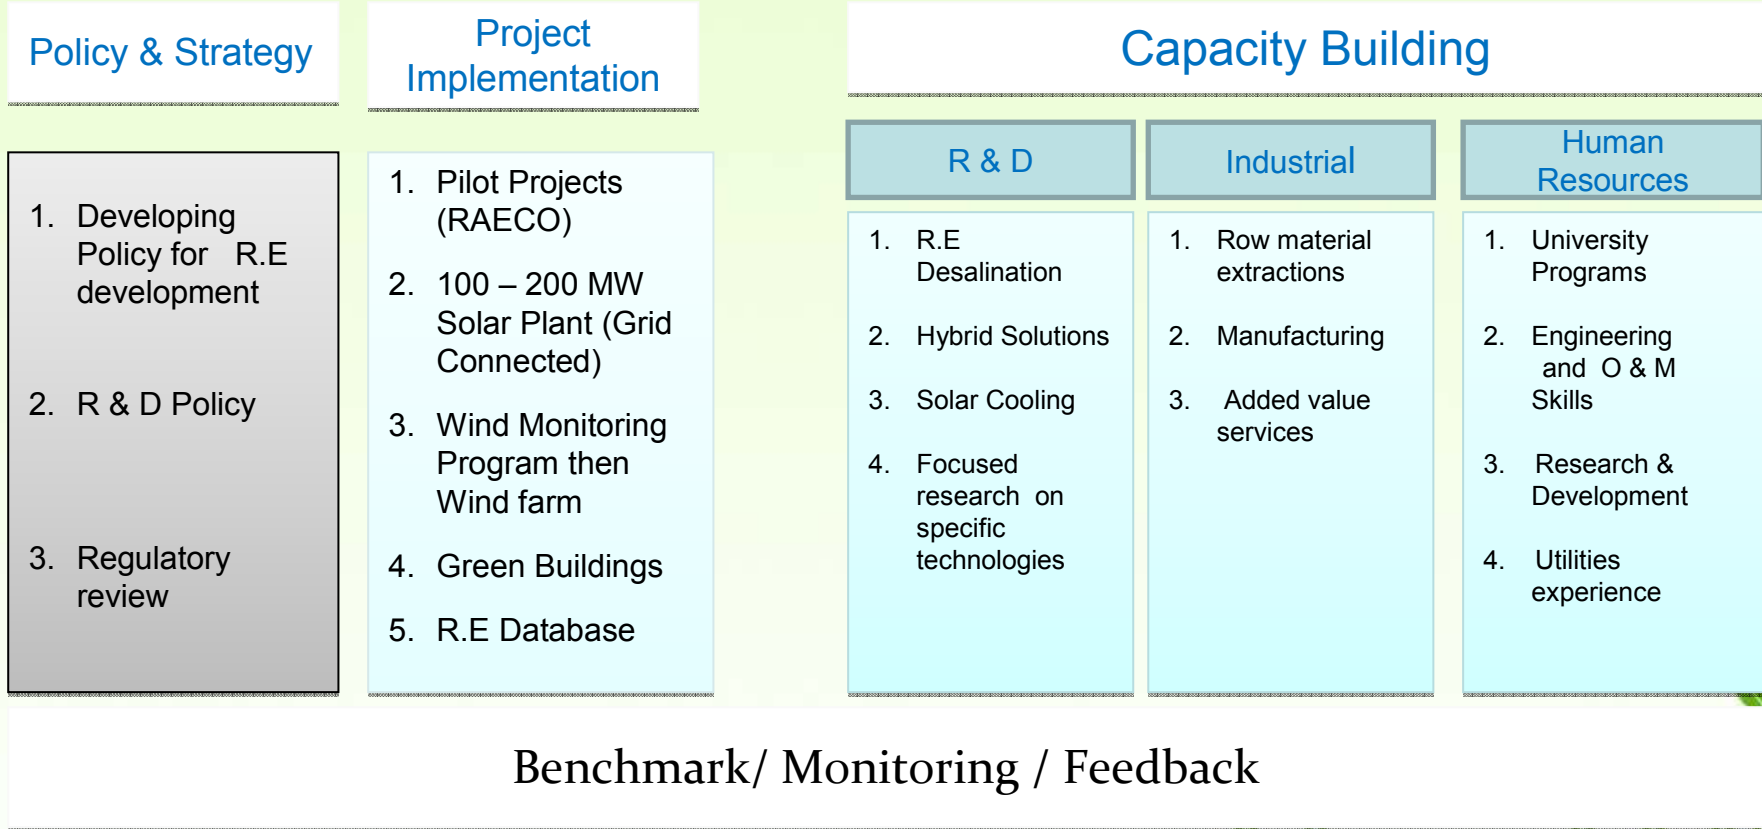 Policy & Strategy
1. Developing
Policy for R.E
development
2. R & D Policy
3. Regulatory
review
Project
Implementation
1. Pilot Projects
(RAECO)
2. 100 – 200 MW
Solar Plant (Grid
Connected)
3. Wind Monitoring
Program then
Wind farm
4. Green Buildings
5. R.E Database
Capacity Building
R & D
1. R.E
Desalination
2. Hybrid Solutions
3. Solar Cooling
4. Focused
research on
specific
technologies
Industrial
1. Row material
extractions
2. Manufacturing
3. Added value
services
Human
Resources
1. University
Programs
2. Engineering
and O & M
Skills
3. Research &
Development
4. Utilities
experience
Benchmark/ Monitoring / Feedback